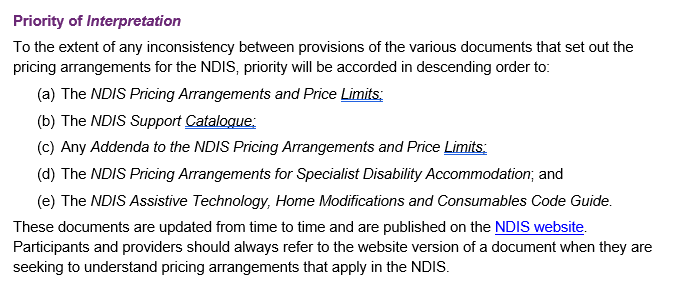 Priority of Interpretation
To the extent of any inconsistency between provisions of the various documents that set out the
pricing arrangements for the NDIS, priority will be accorded in descending order to:
(a) The NDIS Pricing Arrangements and Price Limits;
(b) The NDIS Support Catalogue;
(c) Any Addenda to the NDIS Pricing Arrangements and Price Limits;
(d) The NDIS Pricing Arrangements for Specialist Disability Accommodation; and
(e) The NDIS Assistive Technology, Home Modifications and Consumables Code Guide.
These documents are updated from time to time and are published on the NDIS website.
Participants and providers should always refer to the website version of a document when they are
seeking to understand pricing arrangements that apply in the NDIS.